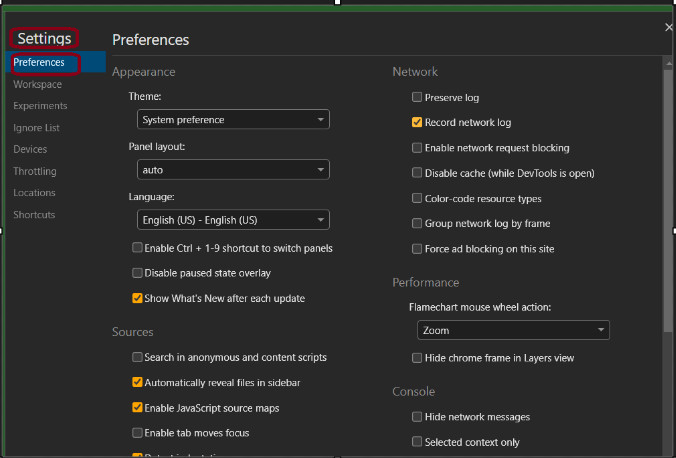 Settings
Preferences
Workspace
Experiments
Ignore List
Devices
Throttling
Locations
Shortcuts
Preferences
Appearance
Theme:
System preference
Panel layout:
auto
Language:
English (US) - English (US)
Enable Ctrl + 1-9 shortcut to switch panels
Disable paused state overlay
Show What's New after each update
Sources
Search in anonymous and content scripts
Automatically reveal files in sidebar
Enable JavaScript source maps
Enable tab moves focus
Network
Preserve log
Record network log
Enable network request blocking
Disable cache (while DevTools is open)
Color-code resource types
Group network log by frame
Force ad blocking on this site
Performance
Flamechart mouse wheel action:
Zoom
Hide chrome frame in Layers view
Console
Hide network messages
Selected context only